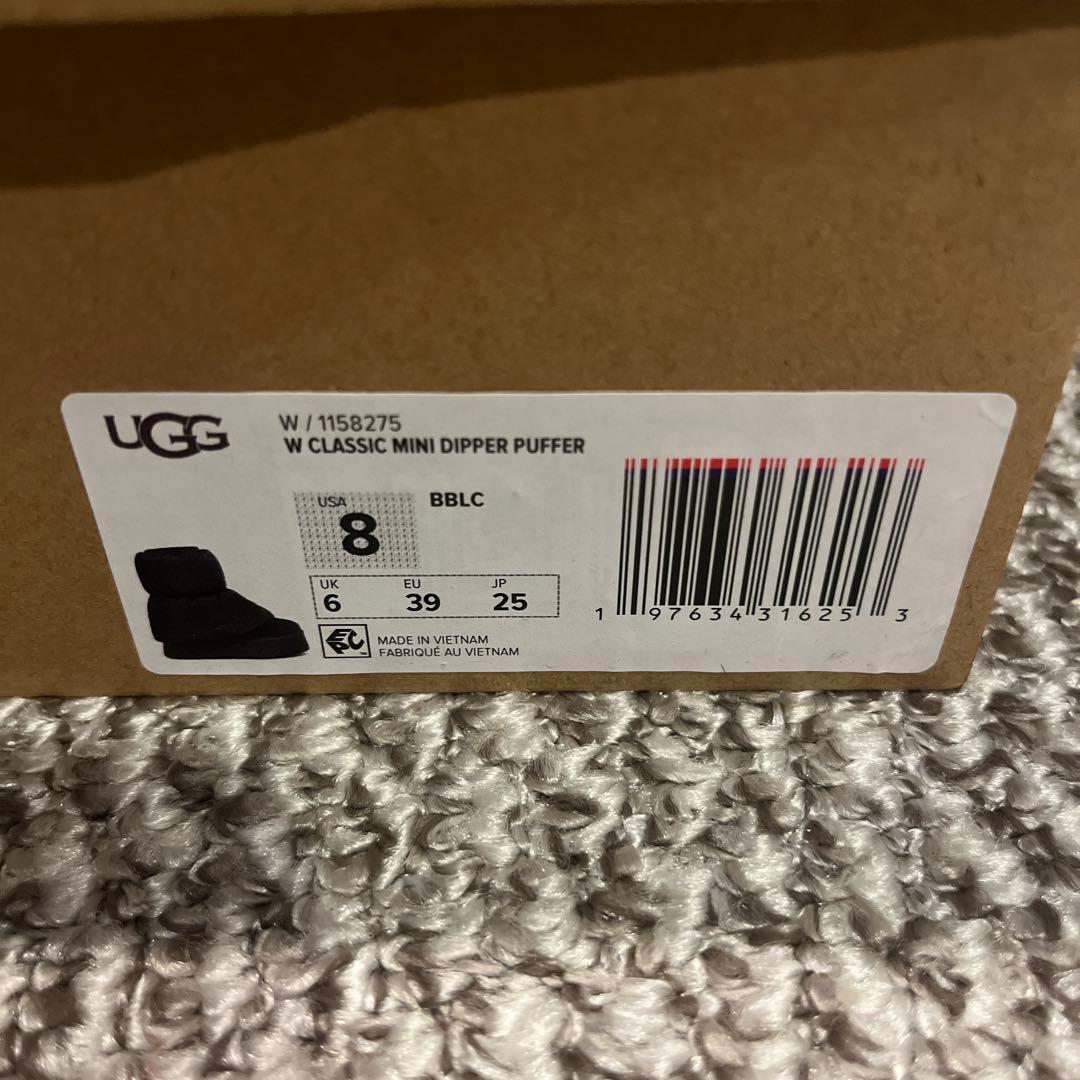 UGG
W / 1158275
W CLASSIC MINI DIPPER PUFFER
USA
8
BBLC
UK EU JP
6 39 25
EPC
MADE IN VIETNAM
FABRIQUÉ AU VIETNAM
1 97634 31625 3